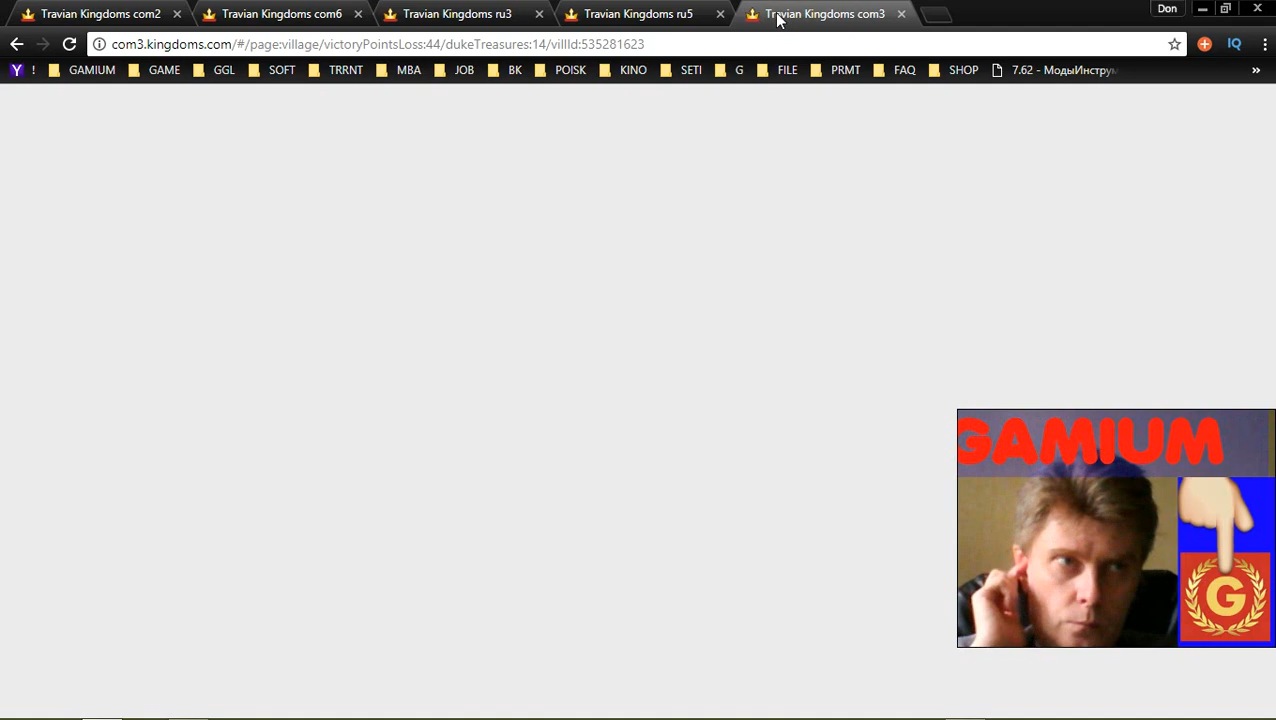 Travian Kingdoms com2 Travian Kingdoms com6 Travian Kingdoms ru3 Travian Kingdoms ru5 Travian Kingdoms com3 Don
com3.kingdoms.com/#/page:village/victoryPointsLoss:44/dukeTreasures:14/villId:535281623 IQ
Y ! GAMIUM GAME GGL SOFT TRRNT MBA JOB BK POISK KINO SETI G FILE PRMT FAQ SHOP 7.62 - МодыИнструм »
GAMIUM
G